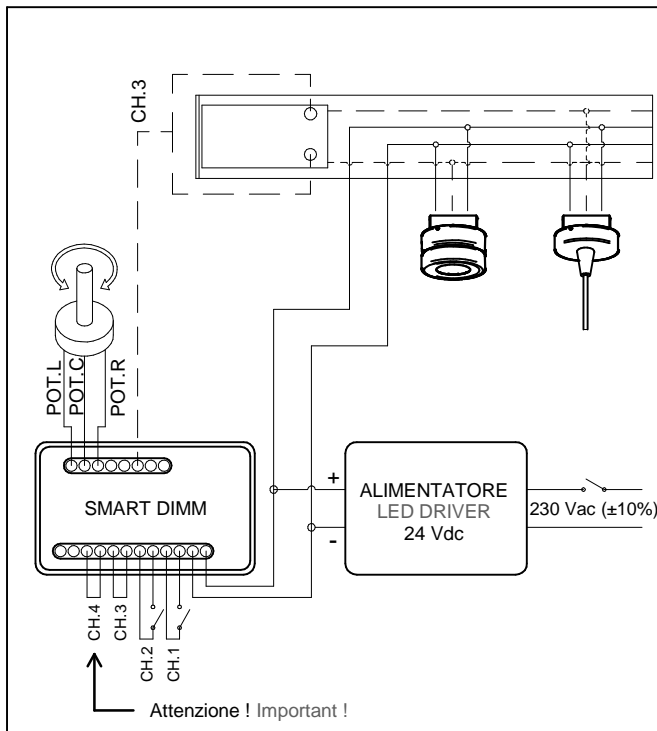 CH.3
POT.L
POT.C
POT.R
SMART DIMM
+
-
ALIMENTATORE
LED DRIVER
24 Vdc
230 Vac (±10%)
CH.4
CH.3
CH.2
CH.1
Attenzione ! Important !